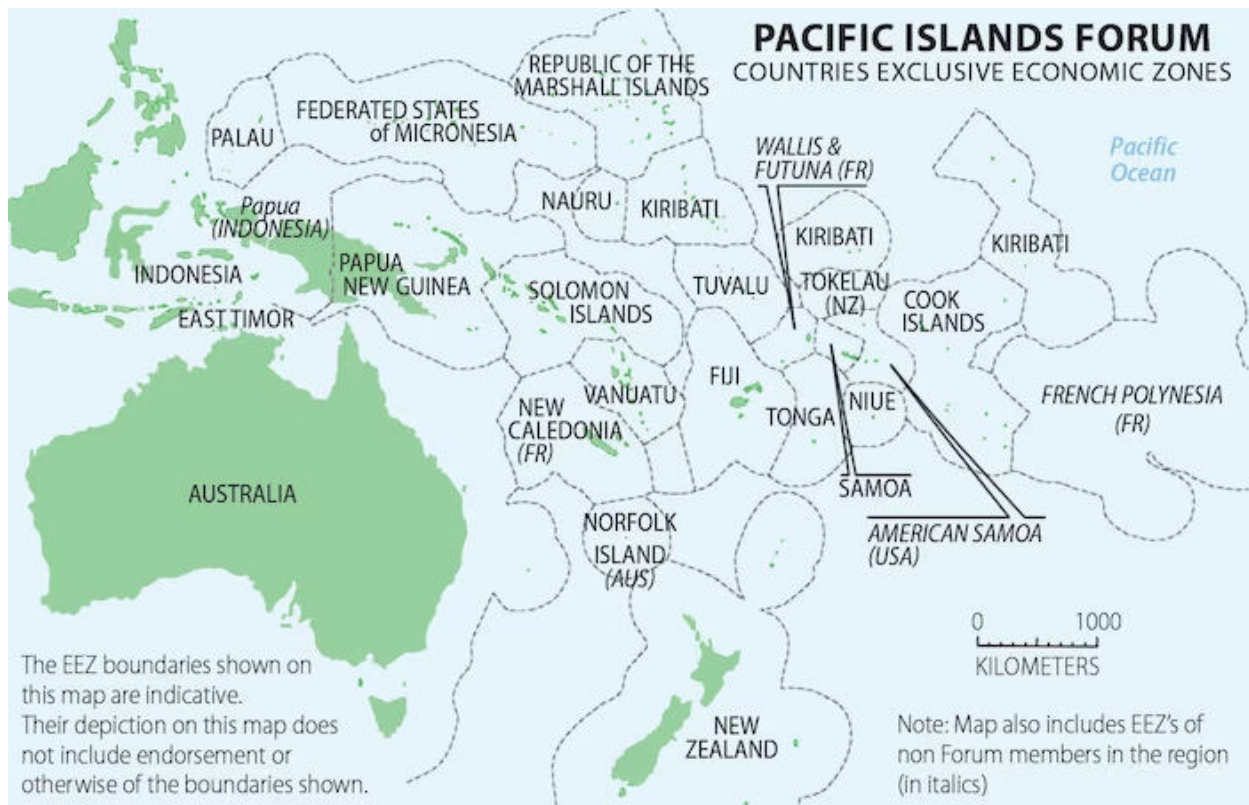 PACIFIC ISLANDS FORUM
COUNTRIES EXCLUSIVE ECONOMIC ZONES
REPUBLIC OF THE
MARSHALL ISLANDS
FEDERATED STATES
of MICRONESIA
PALAU
WALLIS &
FUTUNA (FR)
Pacific
Ocean
Papua
(INDONESIA)
NAURU
KIRIBATI
KIRIBATI
KIRIBATI
INDONESIA
PAPUA
NEW GUINEA
TUVALU
TOKELAU
(NZ)
COOK
ISLANDS
SOLOMON
ISLANDS
EAST TIMOR
FIJI
VANUATU
NEW
CALEDONIA
(FR)
TONGA
NIUE
FRENCH POLYNESIA
(FR)
AUSTRALIA
SAMOA
NORFOLK
ISLAND
(AUS)
AMERICAN SAMOA
(USA)
0 1000
KILOMETERS
The EEZ boundaries shown on
this map are indicative.
Their depiction on this map does
not include endorsement or
otherwise of the boundaries shown.
NEW
ZEALAND
Note: Map also includes EEZ's of
non Forum members in the region
(in italics)